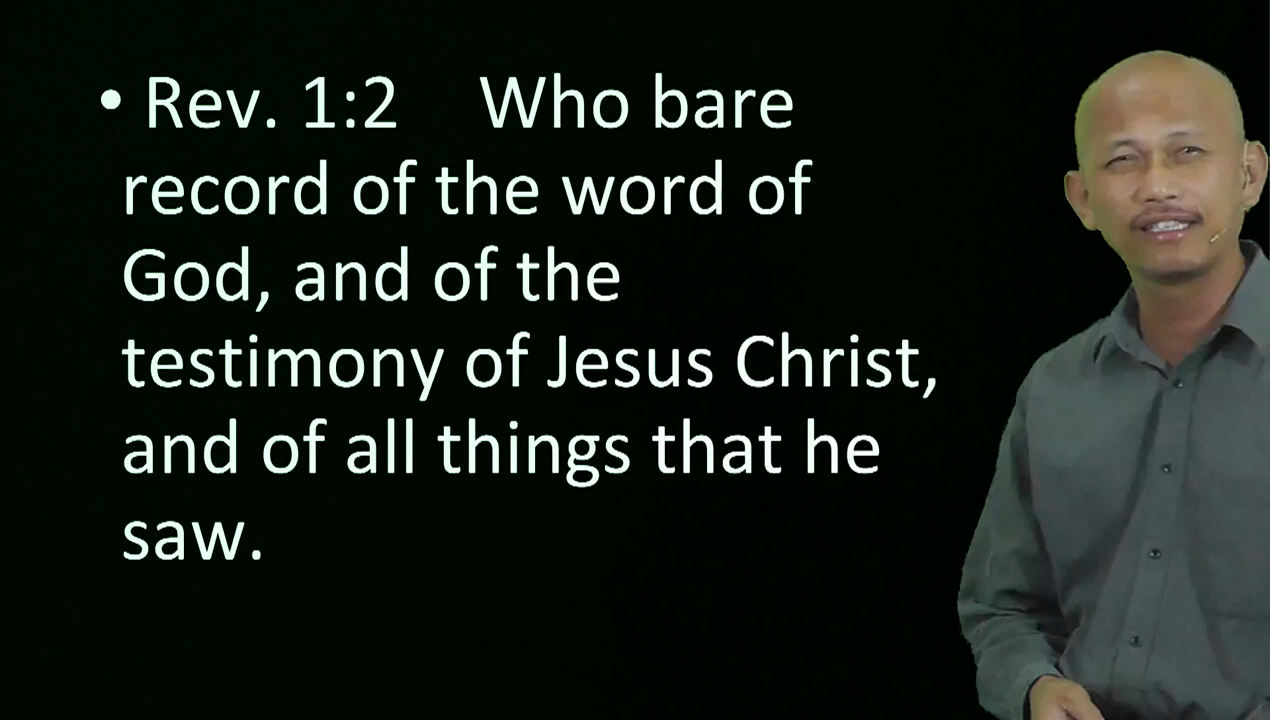 • Rev. 1:2 Who bare
record of the word of
God, and of the
testimony of Jesus Christ,
and of all things that he
saw.